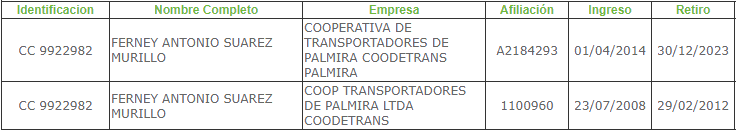 Identificacion Nombre Completo Empresa Afiliación Ingreso Retiro
CC 9922982 FERNEY ANTONIO SUAREZ MURILLO COOPERATIVA DE TRANSPORTADORES DE PALMIRA COODETRANS PALMIRA A2184293 01/04/2014 30/12/2023
CC 9922982 FERNEY ANTONIO SUAREZ MURILLO COOP TRANSPORTADORES DE PALMIRA LTDA COODETRANS 1100960 23/07/2008 29/02/2012